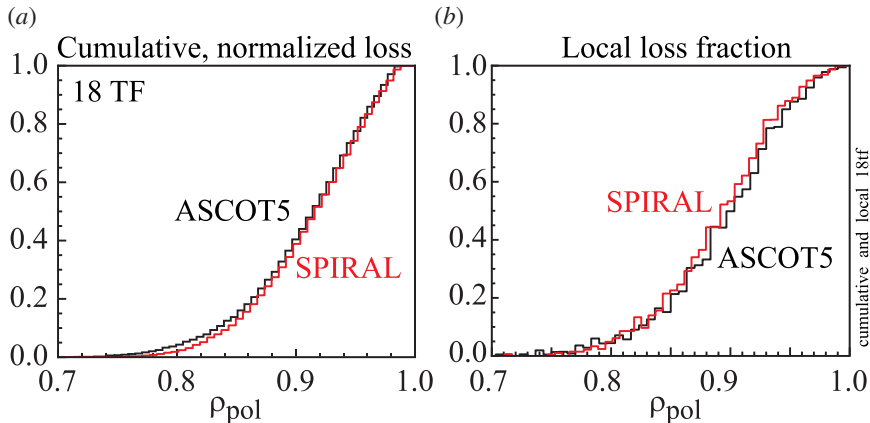 (a)
Cumulative, normalized loss
18 TF
ASCOT5
SPIRAL
1.0
0.8
0.6
0.4
0.2
0.0
0.7 0.8 0.9 1.0
ρpol
(b)
Local loss fraction
SPIRAL
ASCOT5
1.0
0.8
0.6
0.4
0.2
0.0
0.7 0.8 0.9 1.0
ρpol
cumulative and local 18tf